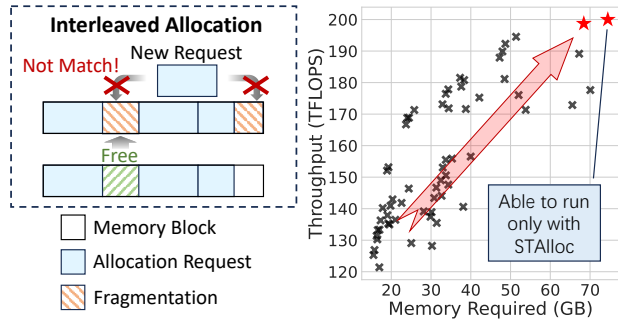 Interleaved Allocation
New Request
Not Match!
Free
Memory Block
Allocation Request
Fragmentation
Throughput (TFLOPS)
200
190
180
170
160
150
140
130
120
10 20 30 40 50 60 70
Memory Required (GB)
Able to run
only with
STAlloc